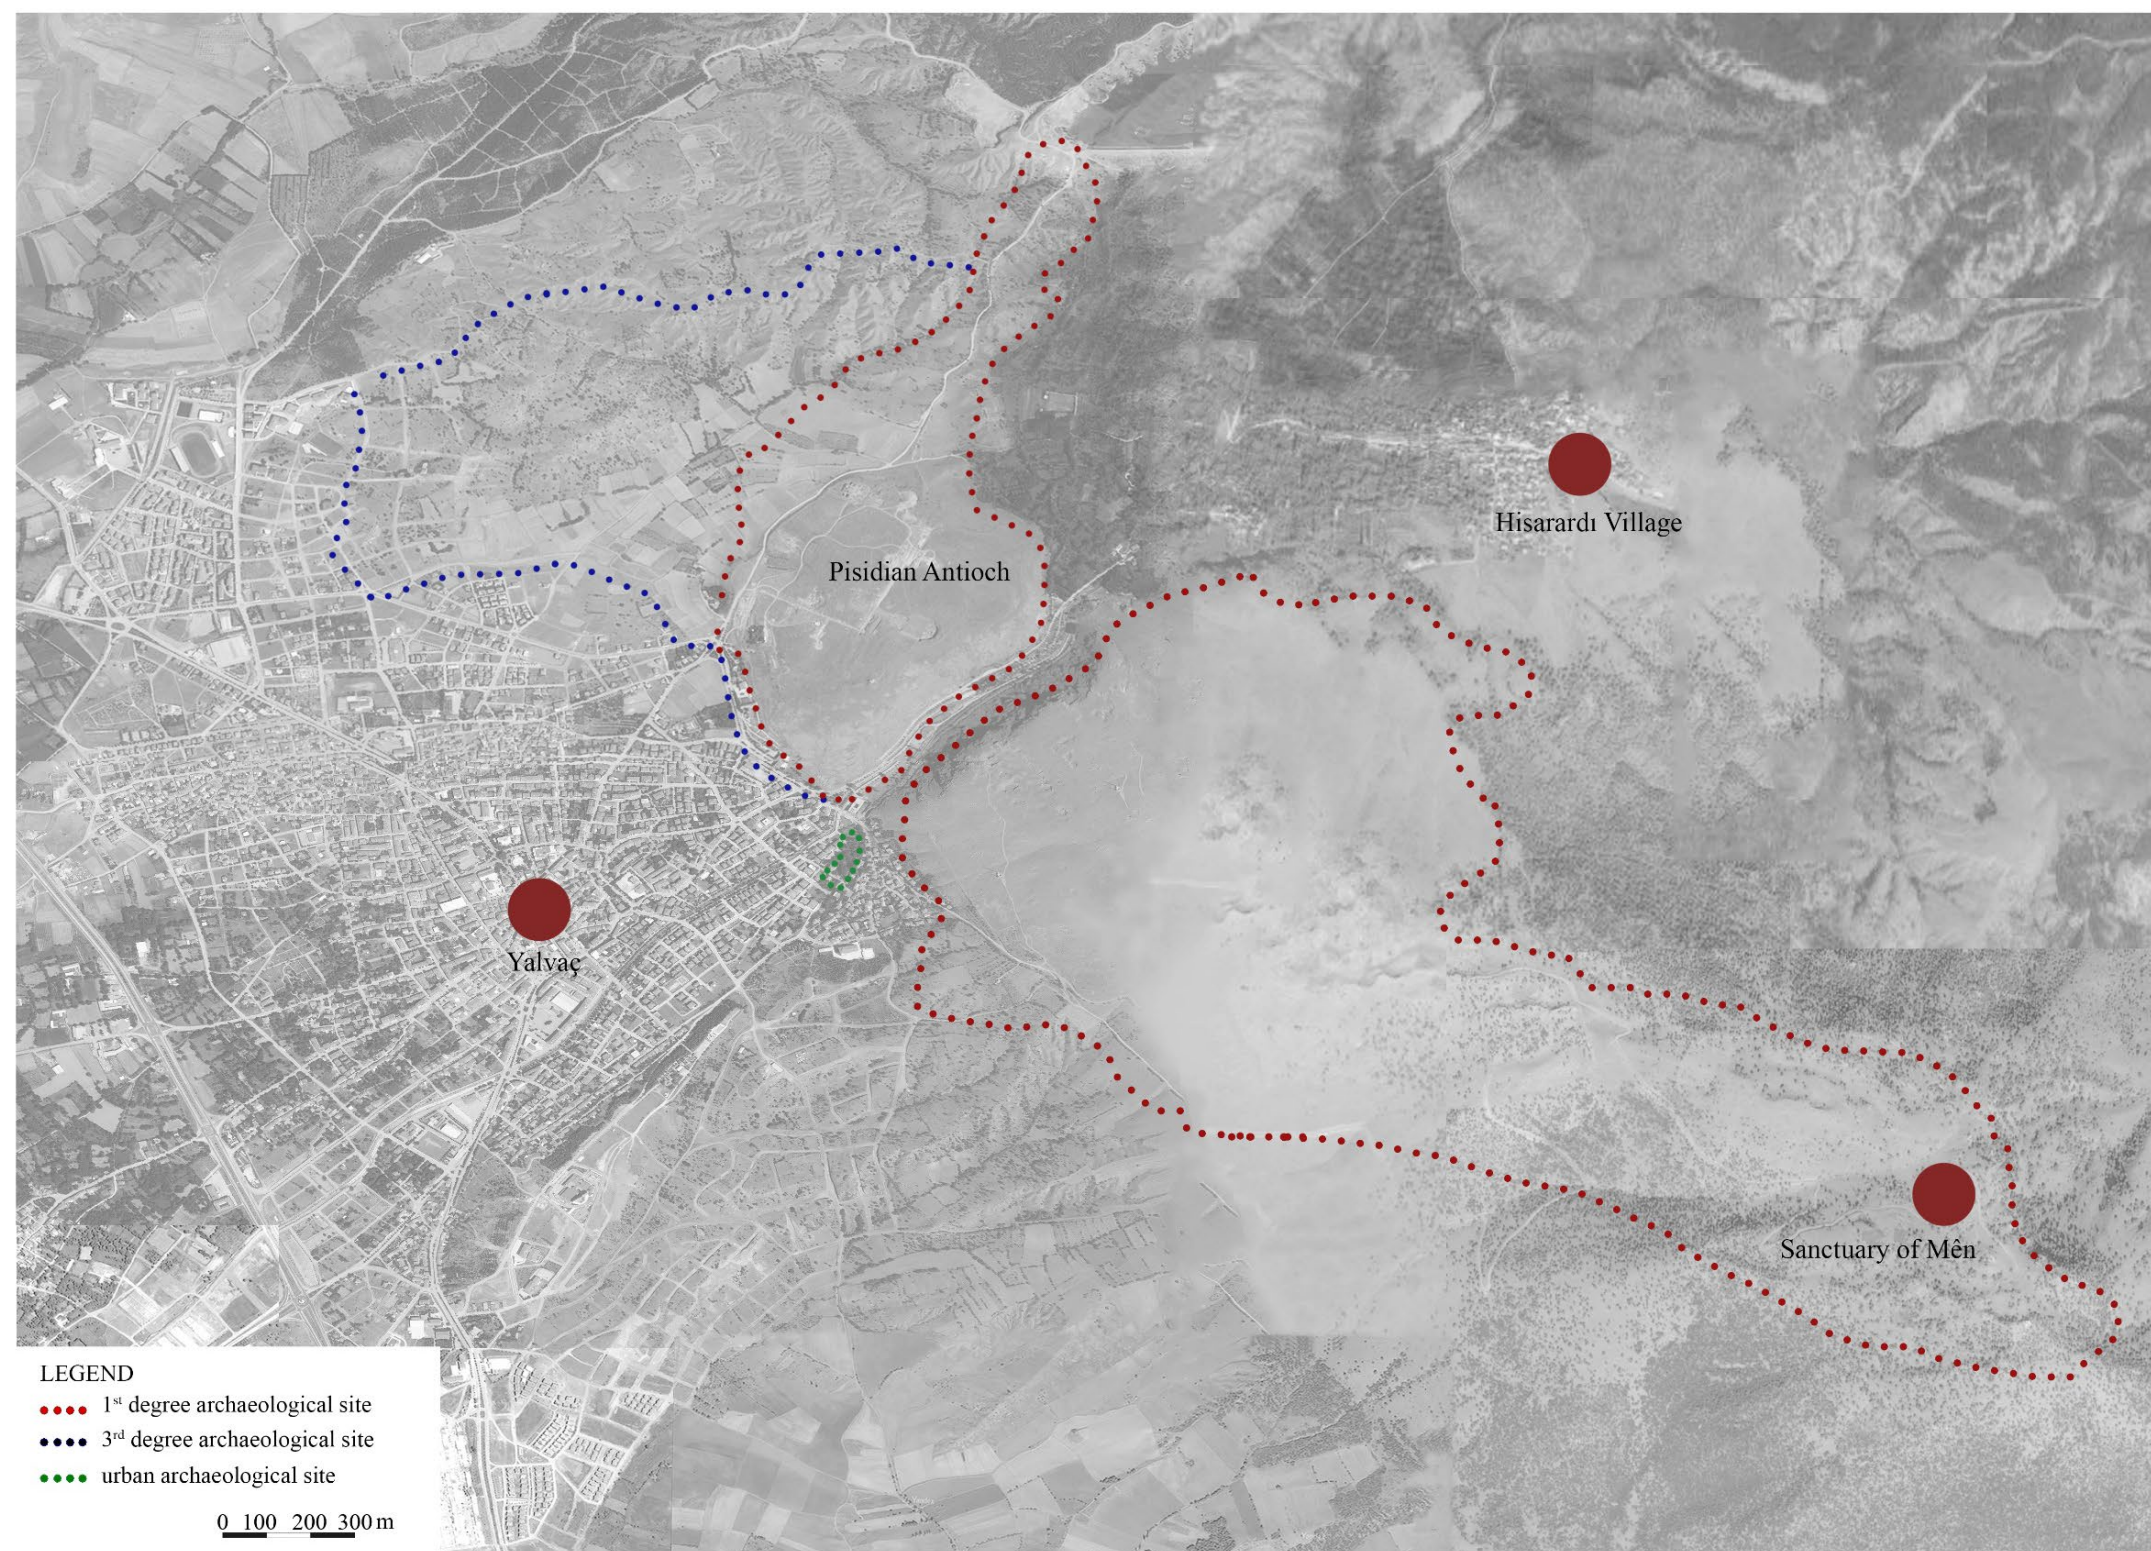 Hisarardı Village
Pisidian Antioch
Yalvaç
Sanctuary of Mên
LEGEND
1st degree archaeological site
3rd degree archaeological site
urban archaeological site
0 100 200 300 m